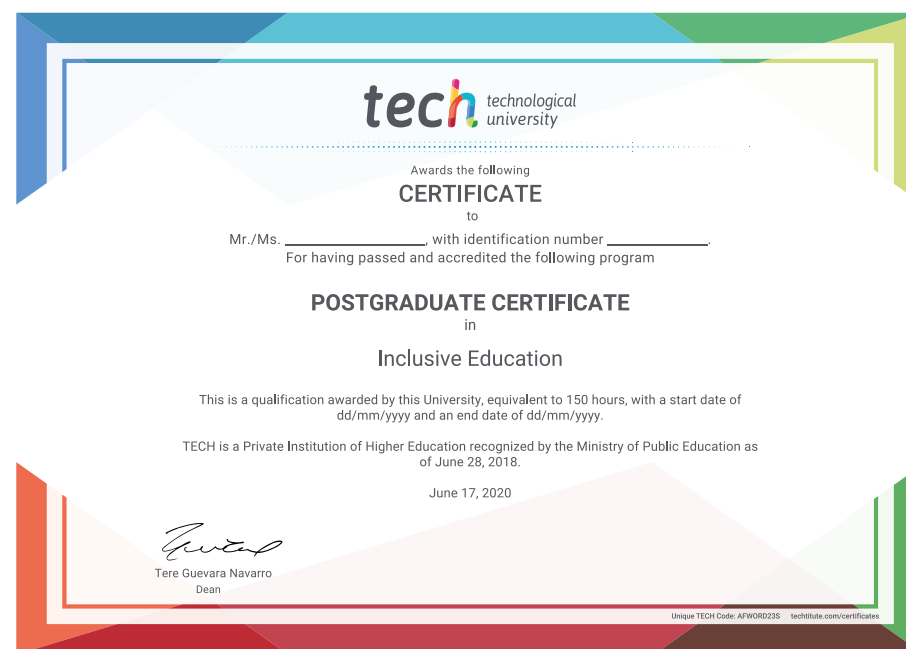 tech technological
university
Awards the following
CERTIFICATE
to
Mr./Ms. ____________________, with identification number ______________.
For having passed and accredited the following program
POSTGRADUATE CERTIFICATE
in
Inclusive Education
This is a qualification awarded by this University, equivalent to 150 hours, with a start date of
dd/mm/yyyy and an end date of dd/mm/yyyy.
TECH is a Private Institution of Higher Education recognized by the Ministry of Public Education as
of June 28, 2018.
June 17, 2020
Tere Guevara Navarro
Dean
Unique TECH Code: AFWORD23S techtitute.com/certificates